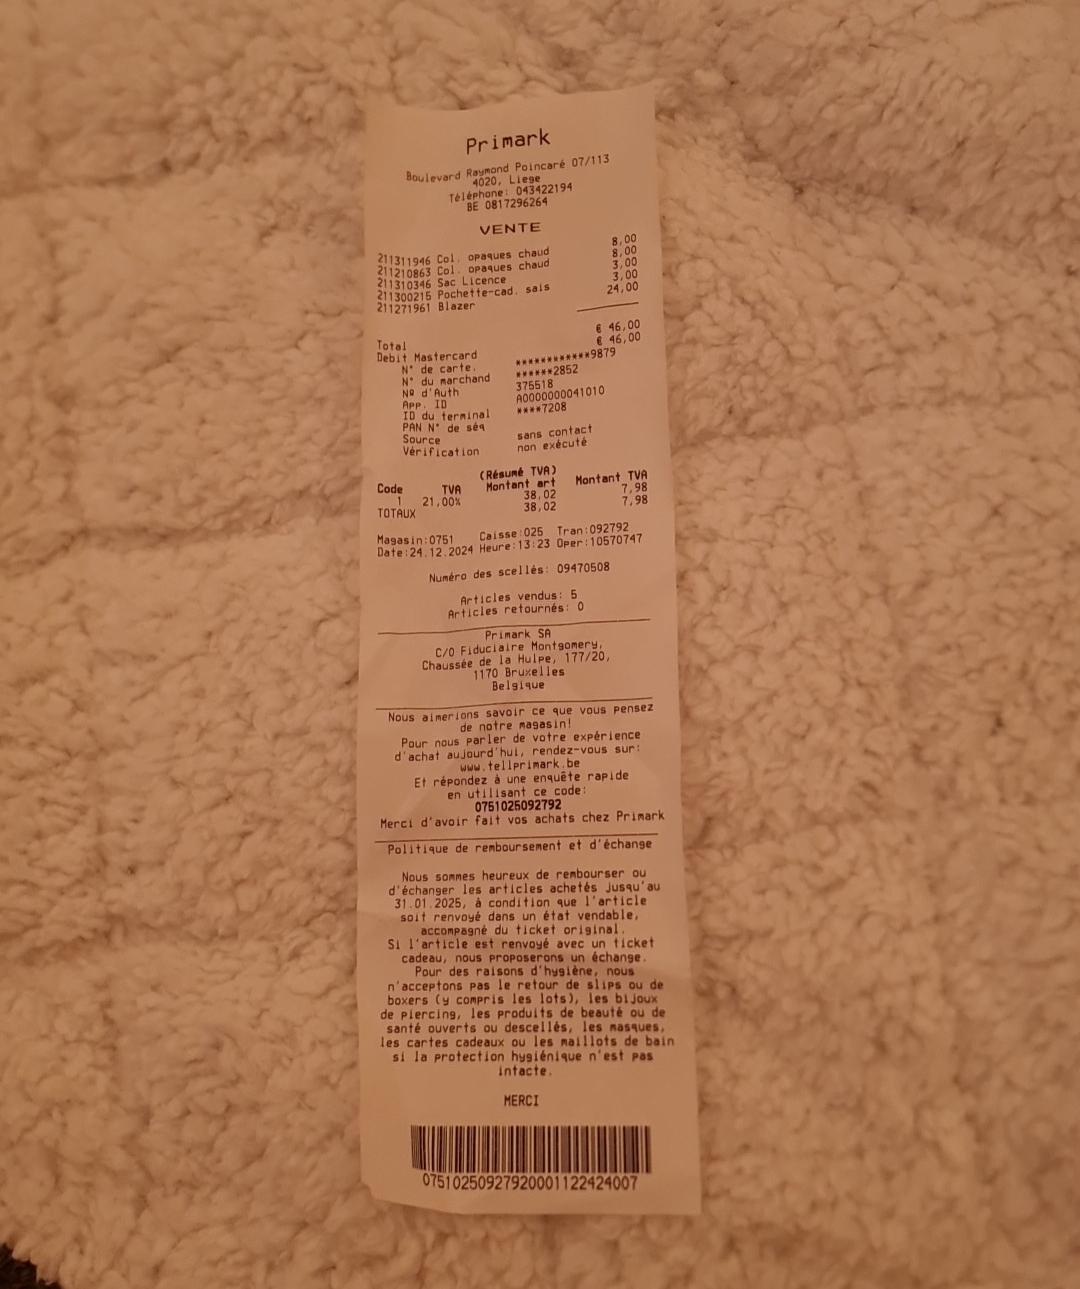 Primark
Boulevard Raymond Poincaré 07/113
4020, Liege
Téléphone: 043422194
BE 0817296264
VENTE
211311946 Col. opaques chaud 8,00
211210863 Col. opaques chaud 8,00
211310346 Sac Licence 3,00
211300215 Pochette-cad. sais 3,00
211271961 Blazer 24,00
Total € 46,00
Debit Mastercard € 46,00
N° de carte. ************9879
N° du marchand ******2852
Nº d'Auth 375518
App. ID A0000000041010
ID du terminal ****7208
PAN N° de séq
Source sans contact
Vérification non exécuté
(Résumé TVA)
Code TVA Montant art Montant TVA
1 21,00% 38,02 7,98
TOTAUX 38,02 7,98
Magasin:0751 Caisse:025 Tran:092792
Date:24.12.2024 Heure:13:23 Oper:10570747
Numéro des scellés: 09470508
Articles vendus: 5
Articles retournés: 0
Primark SA
C/O Fiduciaire Montgomery,
Chaussée de la Hulpe, 177/20,
1170 Bruxelles
Belgique
Nous aimerions savoir ce que vous pensez
de notre magasin!
Pour nous parler de votre expérience
d'achat aujourd'hui, rendez-vous sur:
www.tellprimark.be
Et répondez à une enquête rapide
en utilisant ce code:
0751025092792
Merci d'avoir fait vos achats chez Primark
Politique de remboursement et d'échange
Nous sommes heureux de rembourser ou
d'échanger les articles achetés jusqu'au
31.01.2025, à condition que l'article
soit renvoyé dans un état vendable,
accompagné du ticket original.
Si l'article est renvoyé avec un ticket
cadeau, nous proposerons un échange.
Pour des raisons d'hygiène, nous
n'acceptons pas le retour de slips ou de
boxers (y compris les lots), les bijoux
de piercing, les produits de beauté ou de
santé ouverts ou descellés, les masques,
les cartes cadeaux ou les maillots de bain
si la protection hygiénique n'est pas
intacte.
MERCI
075102509279200011224240​07